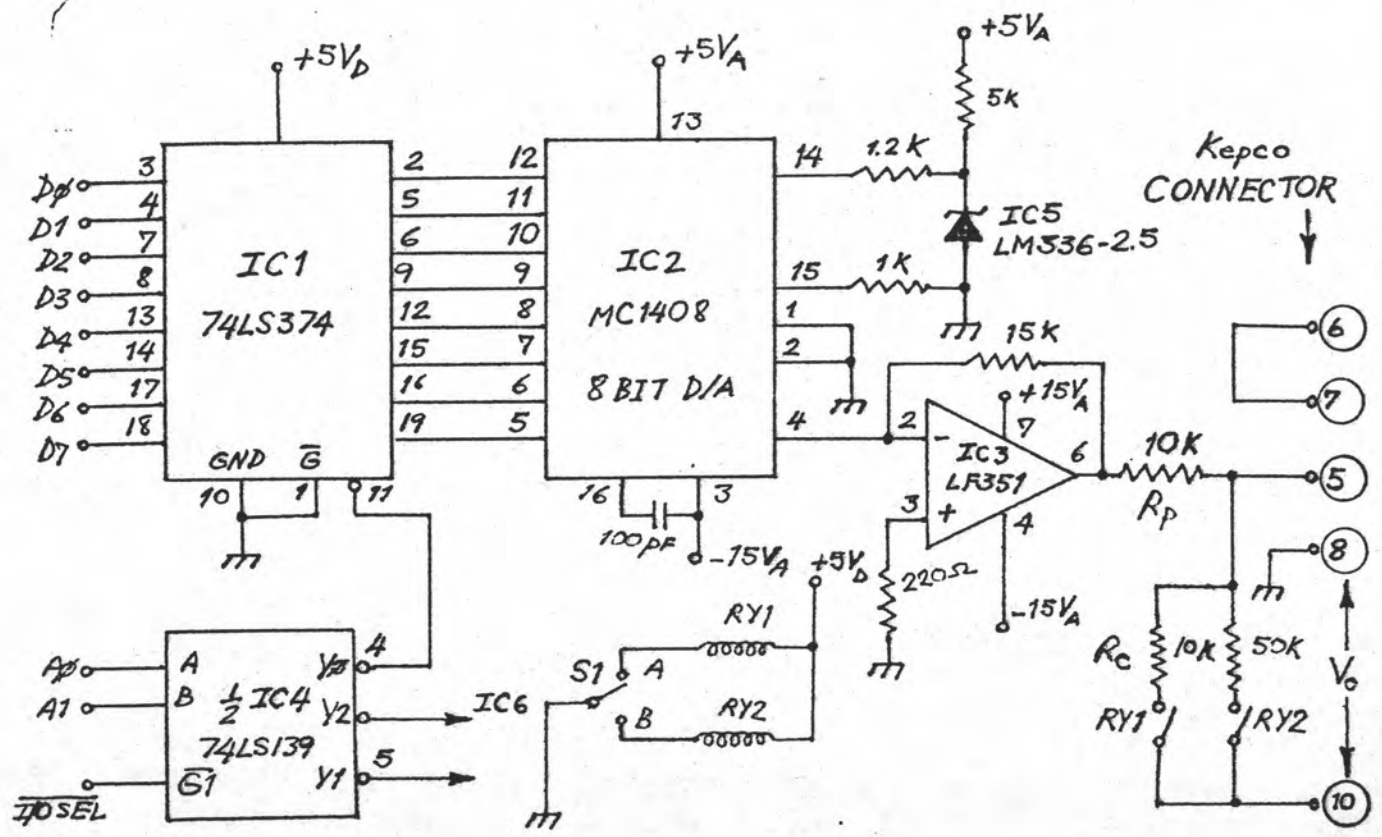 +5VD
+5VA
+5VA
5K
Kepco
CONNECTOR
13
14
1.2K
DØ 3
D1 4
D2 7
D3 8
D4 13
D5 14
D6 17
D7 18
IC1
74LS374
GND G̅
10 1 11
2 12
5 11
6 10
9 9
12 8
15 7
16 6
19 5
IC2
MC1408
8 BIT D/A
16 3
100pF
-15VA
IC5
LM336-2.5
15 1K
1
2
4
15K
2 -
+15VA
7
IC3
LF351
6
3 +
4
220Ω
-15VA
10K
Rp
6
7
5
8
Vo
10
Rc 10K 50K
RY1 RY2
+5VD
RY1
S1 A
B RY2
AØ A
A1 B
I/O SEL G̅1̅
1/2 IC4
74LS139
YØ 4
Y2 IC6
Y1 5